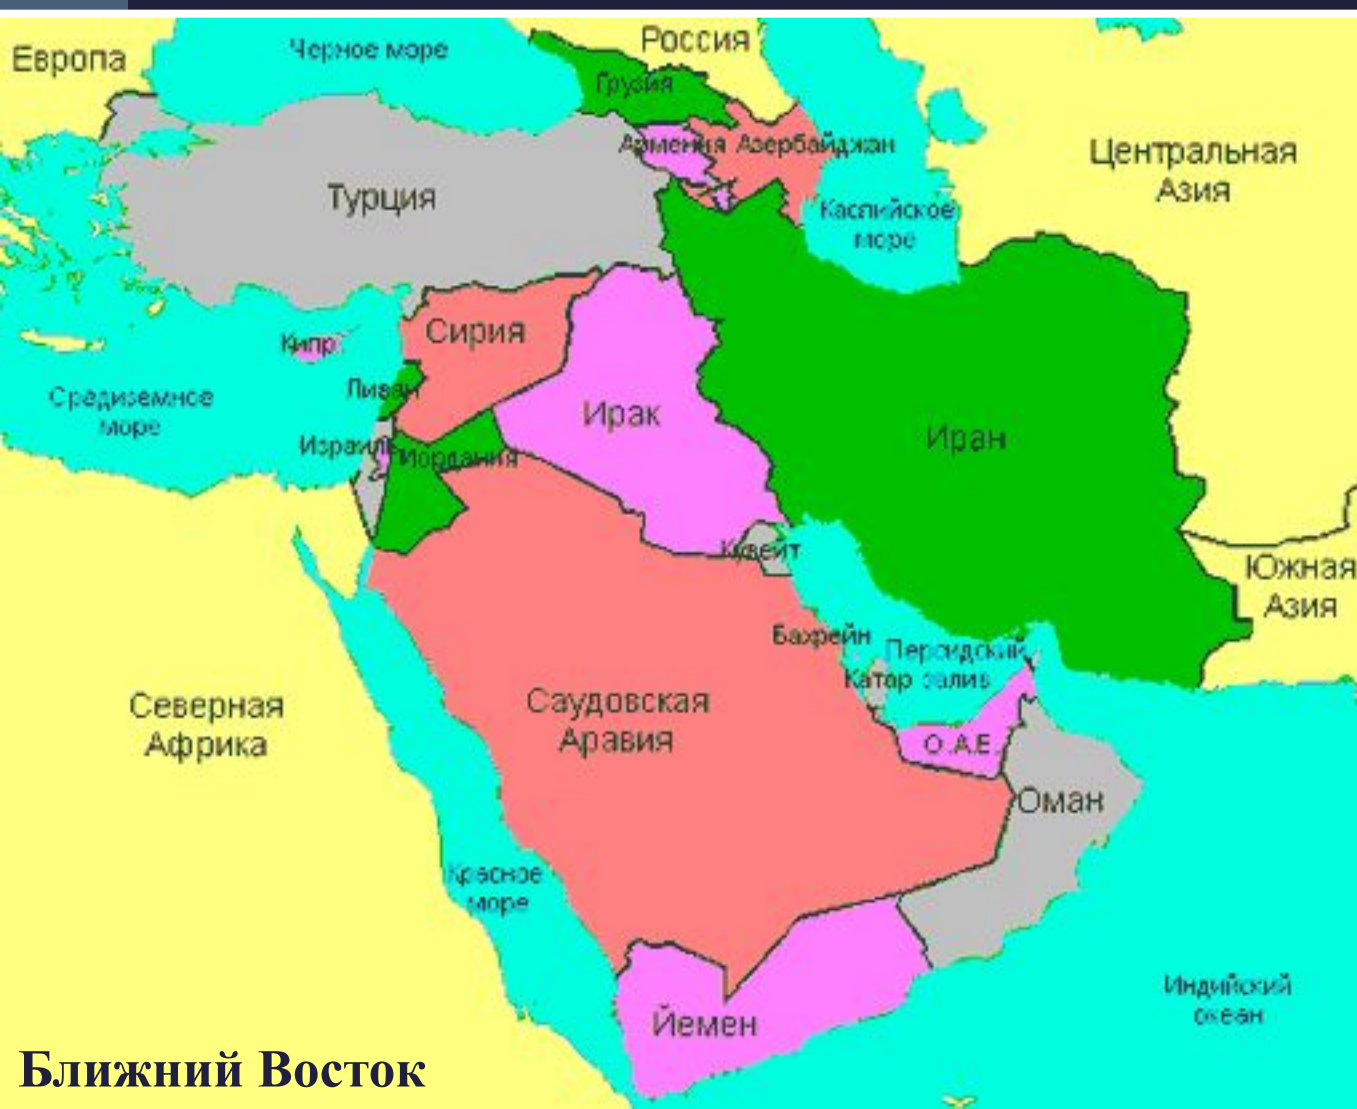 Европа
Черное море
Россия
Грузия
Армения
Азербайджан
Центральная
Азия
Турция
Каспийское
море
Кипр
Сирия
Средиземное
море
Ливан
Ирак
Иран
Израиль
Иордания
Кувейт
Южная
Азия
Бахрейн
Персидский
залив
Катар
Северная
Африка
Саудовская
Аравия
О.А.Е.
Оман
Красное
море
Индийский
океан
Йемен
Ближний Восток